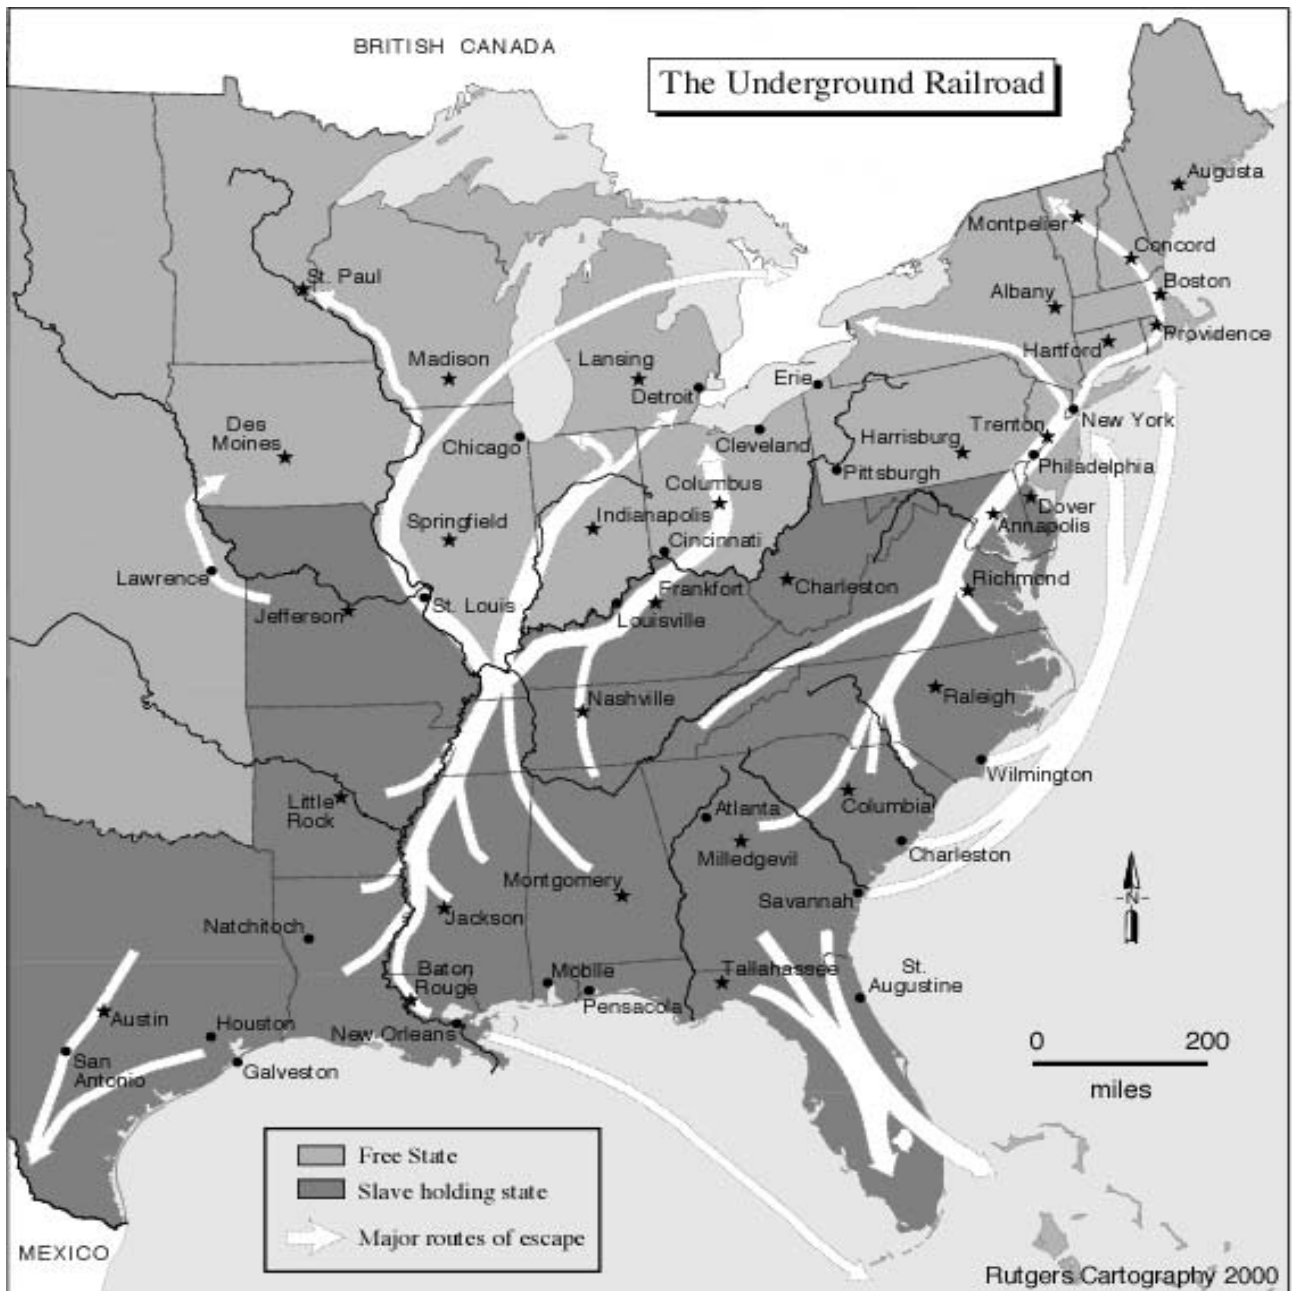 BRITISH CANADA
The Underground Railroad
Augusta
Montpelier
Concord
St. Paul
Albany
Boston
Providence
Hartford
Madison
Lansing
Detroit
Erie
New York
Des
Moines
Chicago
Cleveland
Harrisburg
Trenton
Pittsburgh
Philadelphia
Columbus
Springfield
Indianapolis
Dover
Annapolis
Cincinnati
Lawrence
Jefferson
St. Louis
Frankfort
Louisville
Charleston
Richmond
Nashville
Raleigh
Wilmington
Little
Rock
Atlanta
Columbia
Milledgevil
Charleston
Montgomery
Savannah
Natchitoch
Jackson
Baton
Rouge
Mobile
Pensacola
Tallahassee
St.
Augustine
N
Austin
Houston
New Orleans
San
Antonio
Galveston
0 200
miles
Free State
Slave holding state
Major routes of escape
MEXICO
Rutgers Cartography 2000